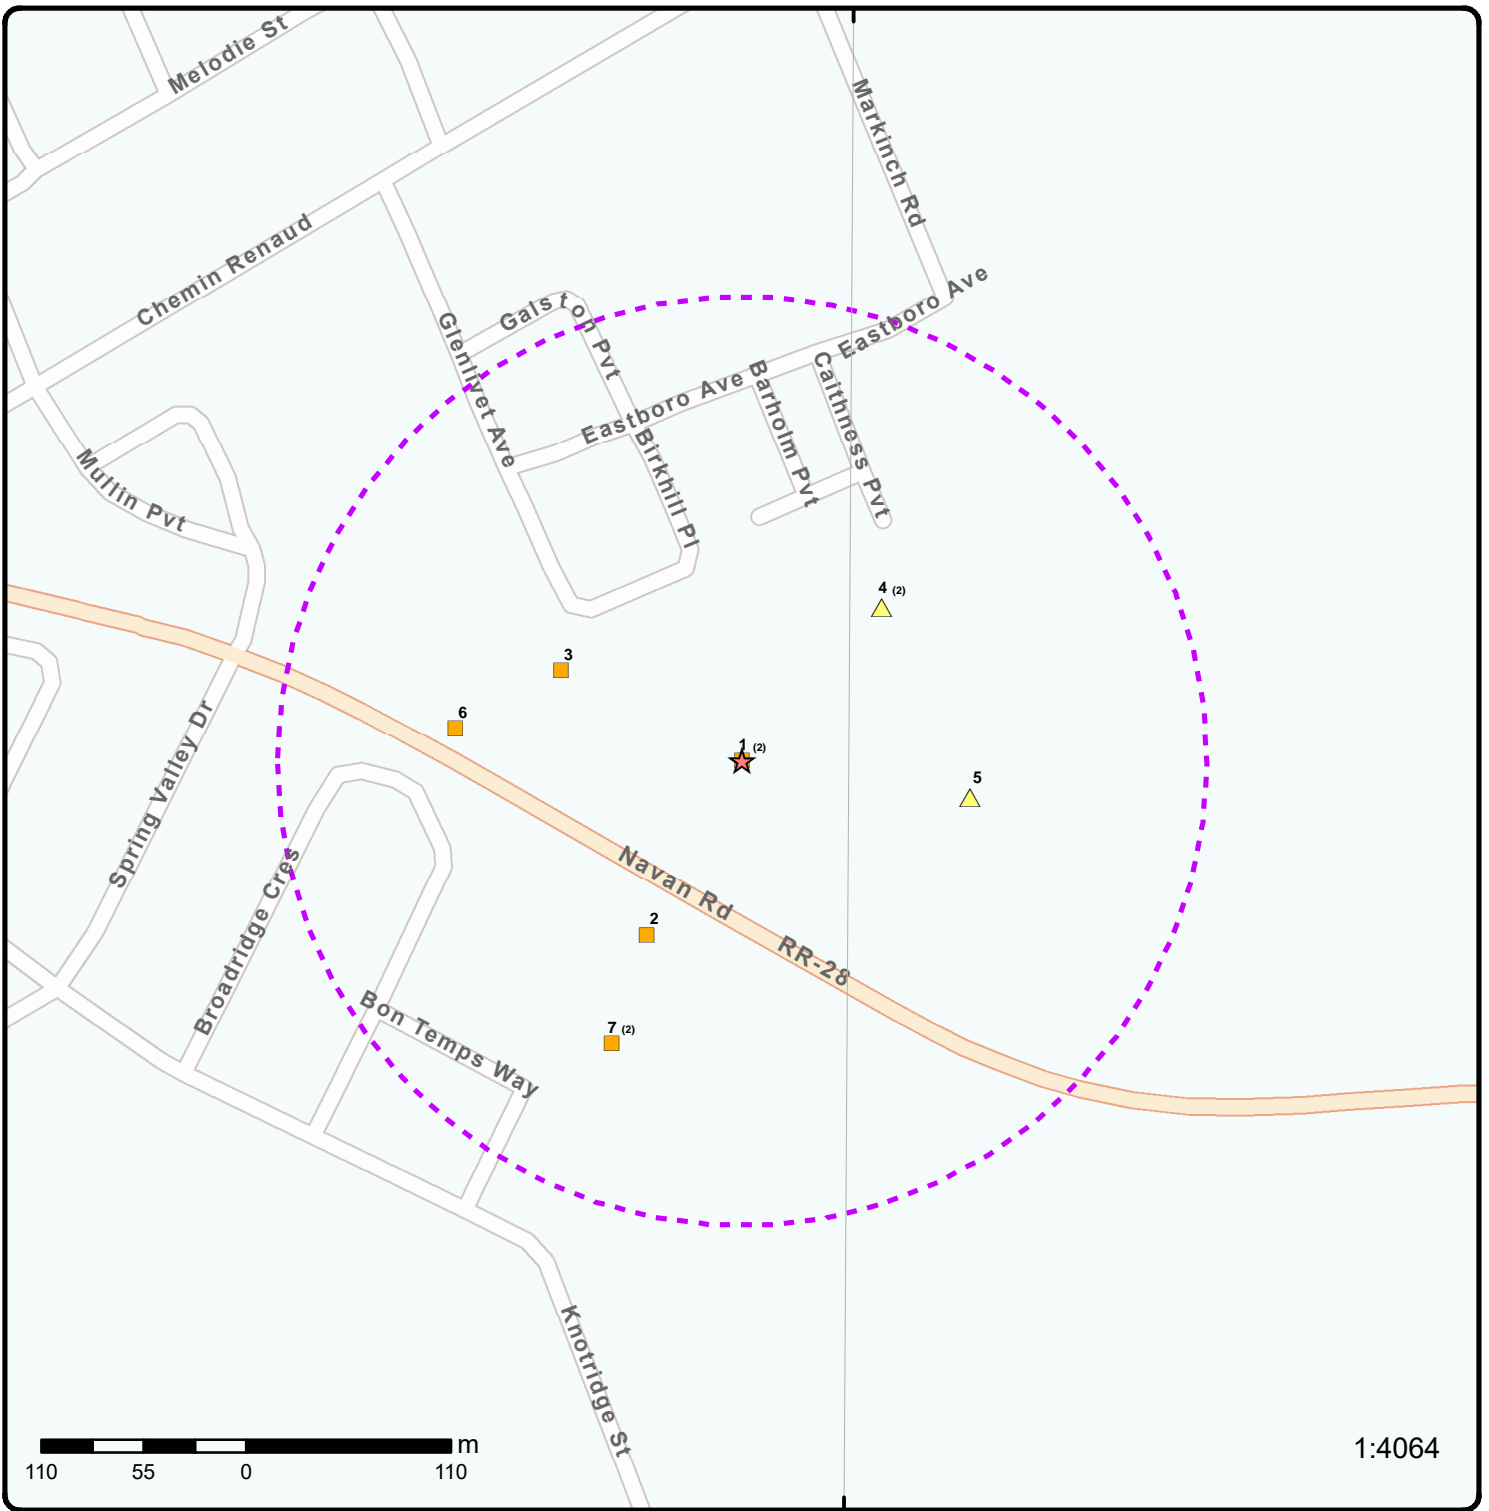 Melodie St
Markinch Rd
Chemin Renaud
Eastboro Ave
Galston Pvt
Glenlivet Ave
Eastboro Ave
Barholm Pvt
Caithness Pvt
Birkhill Pl
Mullin Pvt
4 (2)
3
6
1 (2)
5
Spring Valley Dr
Navan Rd
Broadridge Cres
2
RR-28
Bon Temps Way
7 (2)
Knotridge St
m
110 55 0 110
1:4064